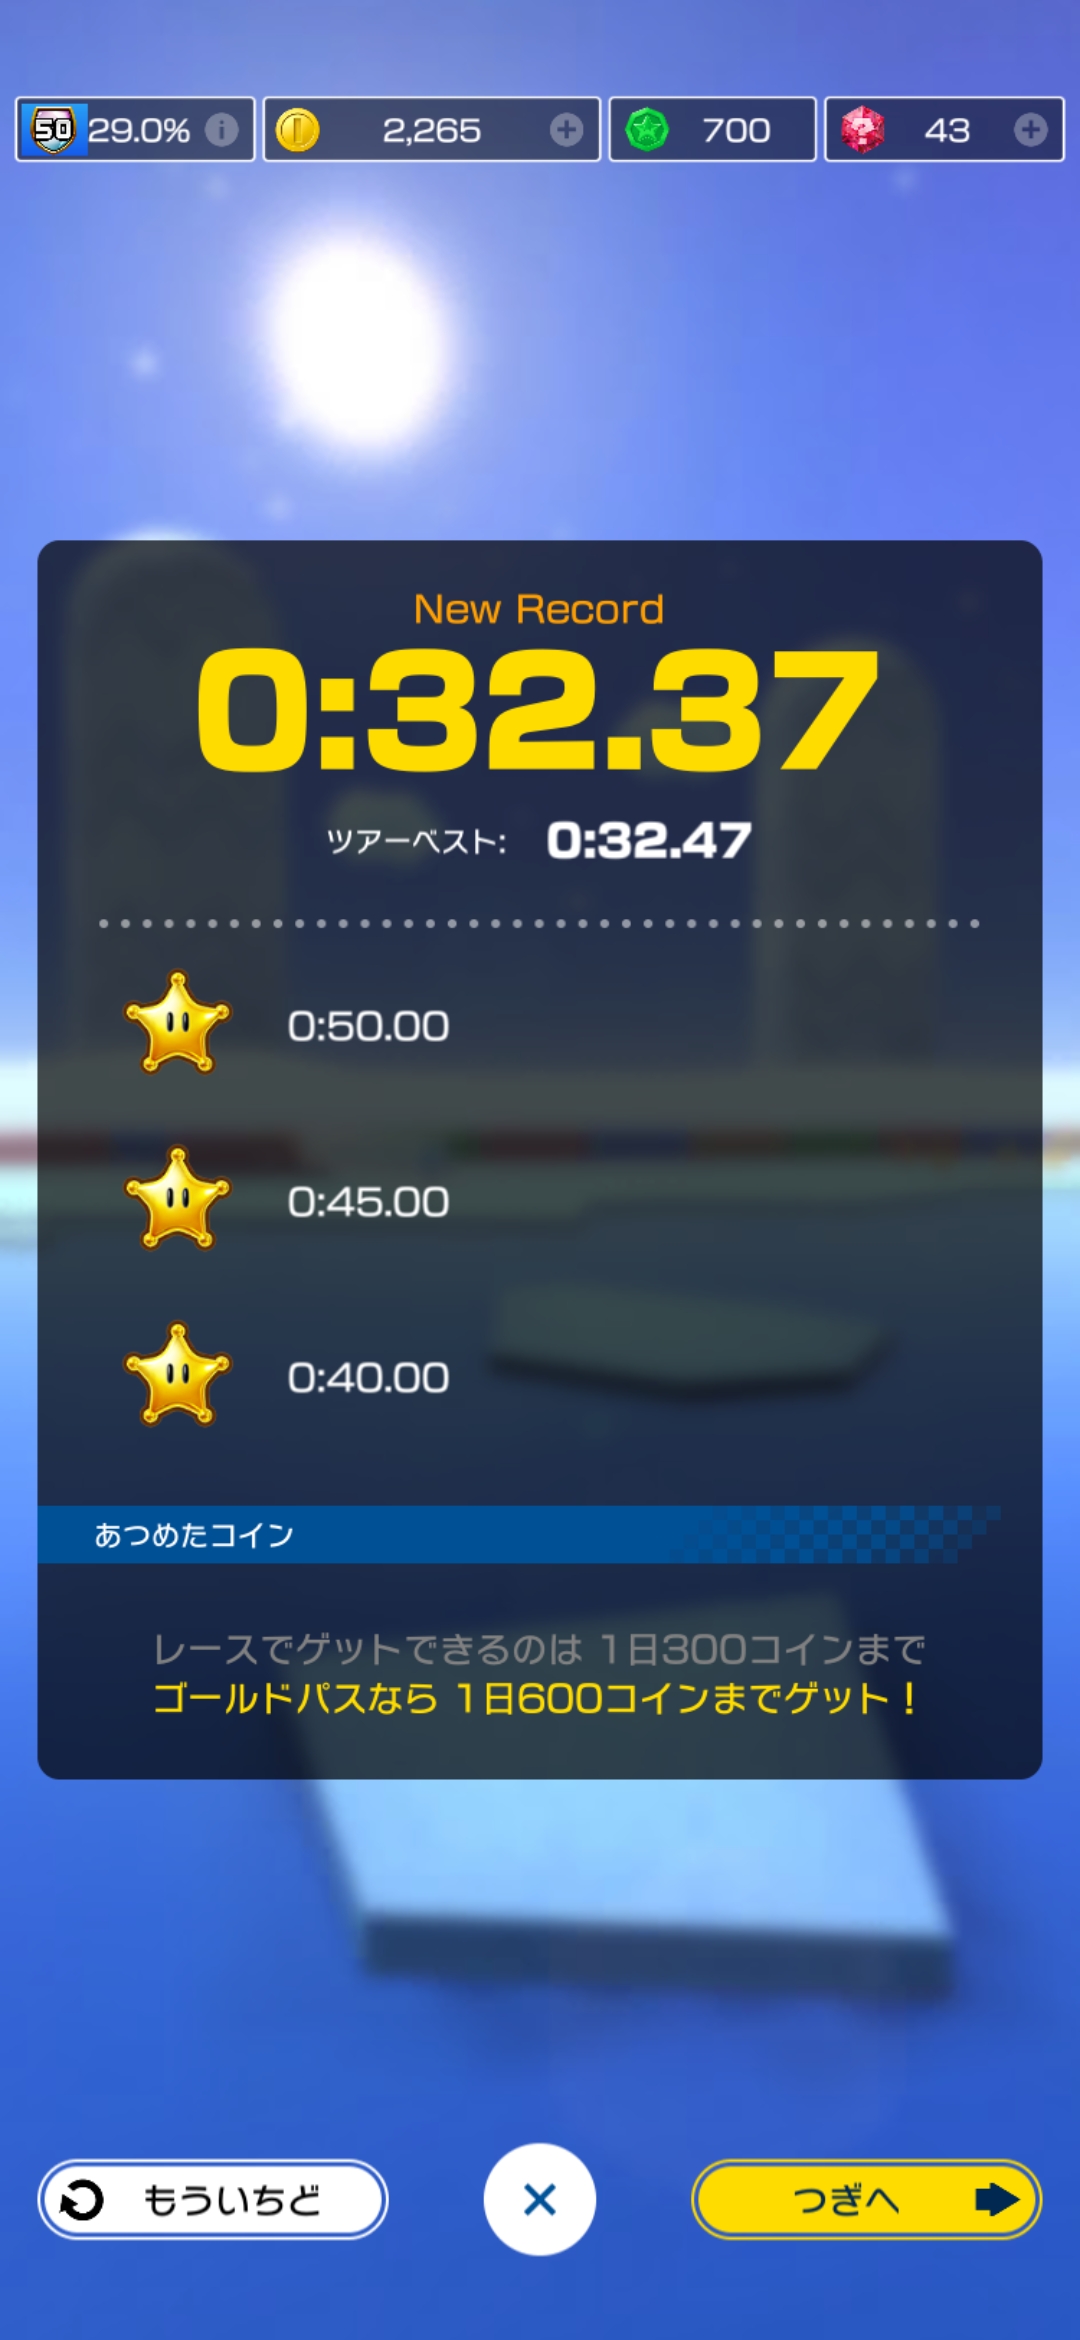 50 29.0% i 2,265 + 700 43 +
New Record
0:32.37
ツアーベスト: 0:32.47
0:50.00
0:45.00
0:40.00
あつめたコイン
レースでゲットできるのは 1日300コインまで
ゴールドパスなら 1日600コインまでゲット！
もういちど × つぎへ